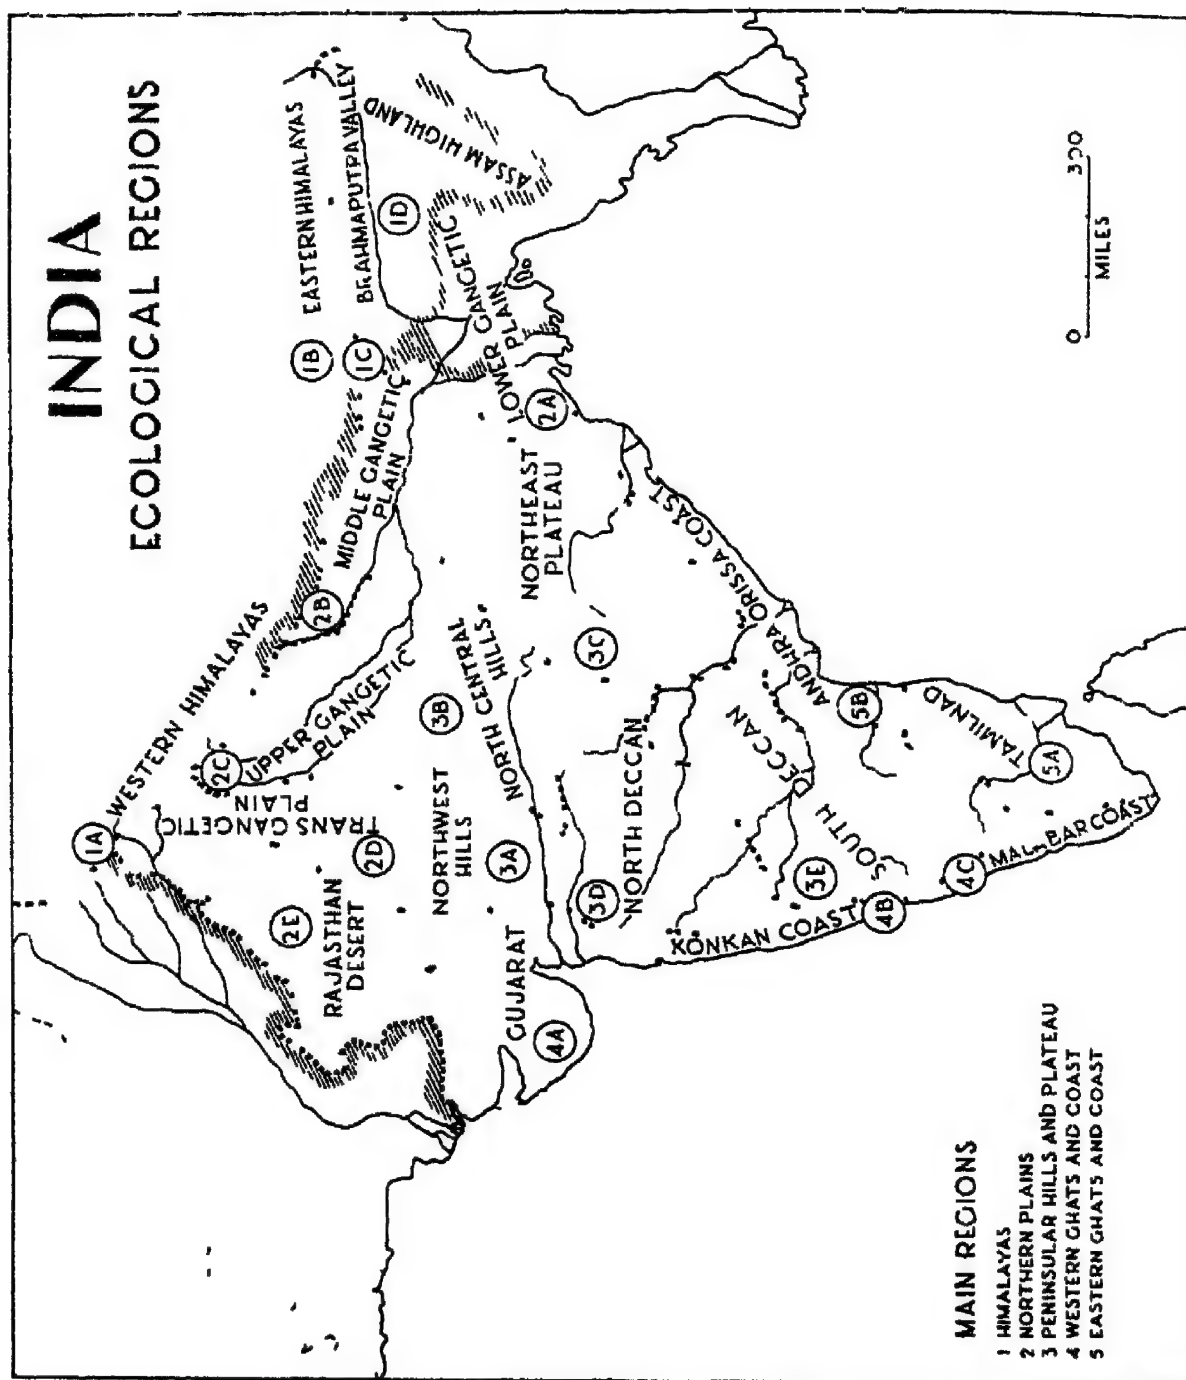 INDIA
ECOLOGICAL REGIONS
1A
WESTERN HIMALAYAS
1B
EASTERN HIMALAYAS
1C
BRAHMAPUTRA VALLEY
1D
ASSAM HIGHLAND
2A
LOWER GANGETIC
PLAIN
2B
MIDDLE GANGETIC
PLAIN
2C
UPPER GANGETIC
PLAIN
2D
TRANS GANGETIC
PLAIN
2E
RAJASTHAN
DESERT
3A
NORTHWEST
HILLS
3B
NORTH CENTRAL
HILLS
3C
NORTHEAST
PLATEAU
3D
NORTH DECCAN
3E
SOUTH DECCAN
4A
GUJARAT
4B
KONKAN COAST
4C
MALABAR COAST
5A
TAMILNAD
5B
ANDHRA ORISSA COAST
0 300
MILES
MAIN REGIONS
1 HIMALAYAS
2 NORTHERN PLAINS
3 PENINSULAR HILLS AND PLATEAU
4 WESTERN GHATS AND COAST
5 EASTERN GHATS AND COAST